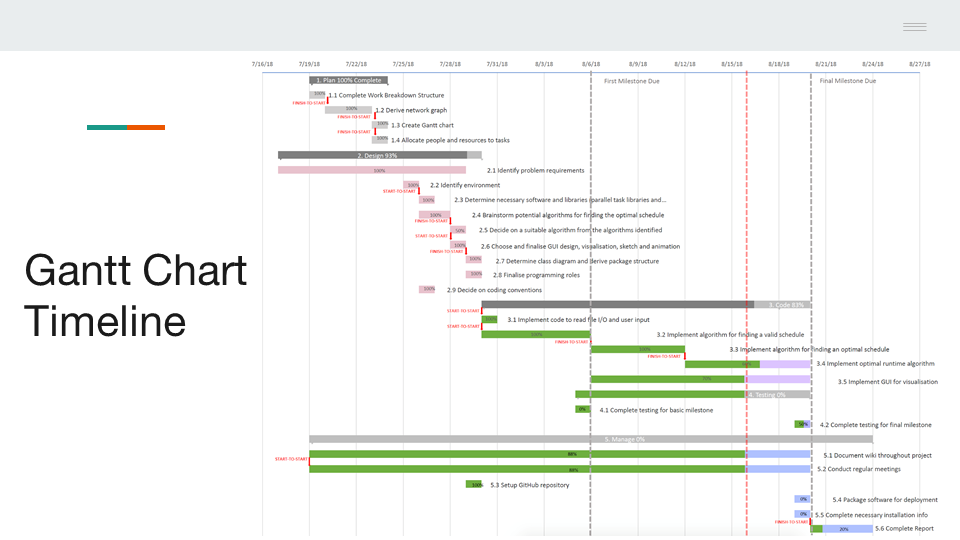 7/16/18 7/19/18 7/22/18 7/25/18 7/28/18 7/31/18 8/3/18 8/6/18 8/9/18 8/12/18 8/15/18 8/18/18 8/21/18 8/24/18 8/27/18
1. Plan 100% Complete
First Milestone Due
Final Milestone Due
100%
1.1 Complete Work Breakdown Structure
FINISH-TO-START
100%
1.2 Derive network graph
FINISH-TO-START
100%
1.3 Create Gantt chart
FINISH-TO-START
100%
1.4 Allocate people and resources to tasks
2. Design 93%
100%
2.1 Identify problem requirements
100%
2.2 Identify environment
START-TO-START
100%
2.3 Determine necessary software and libraries (parallel task libraries and...
100%
2.4 Brainstorm potential algorithms for finding the optimal schedule
FINISH-TO-START
50%
2.5 Decide on a suitable algorithm from the algorithms identified
START-TO-START
100%
2.6 Choose and finalise GUI design, visualisation, sketch and animation
FINISH-TO-START
100%
2.7 Determine class diagram and derive package structure
100%
2.8 Finalise programming roles
100%
2.9 Decide on coding conventions
Gantt Chart
Timeline
3. Code 83%
START-TO-START
100%
3.1 Implement code to read file I/O and user input
START-TO-START
100%
3.2 Implement algorithm for finding a valid schedule
FINISH-TO-START
100%
3.3 Implement algorithm for finding an optimal schedule
FINISH-TO-START
3.4 Implement optimal runtime algorithm
3.5 Implement GUI for visualisation
4. Testing 0%
0%
4.1 Complete testing for basic milestone
4.2 Complete testing for final milestone
5. Manage 0%
5.1 Document wiki throughout project
START-TO-START
5.2 Conduct regular meetings
100%
5.3 Setup GitHub repository
0%
5.4 Package software for deployment
0%
5.5 Complete necessary installation info
FINISH-TO-START
20%
5.6 Complete Report